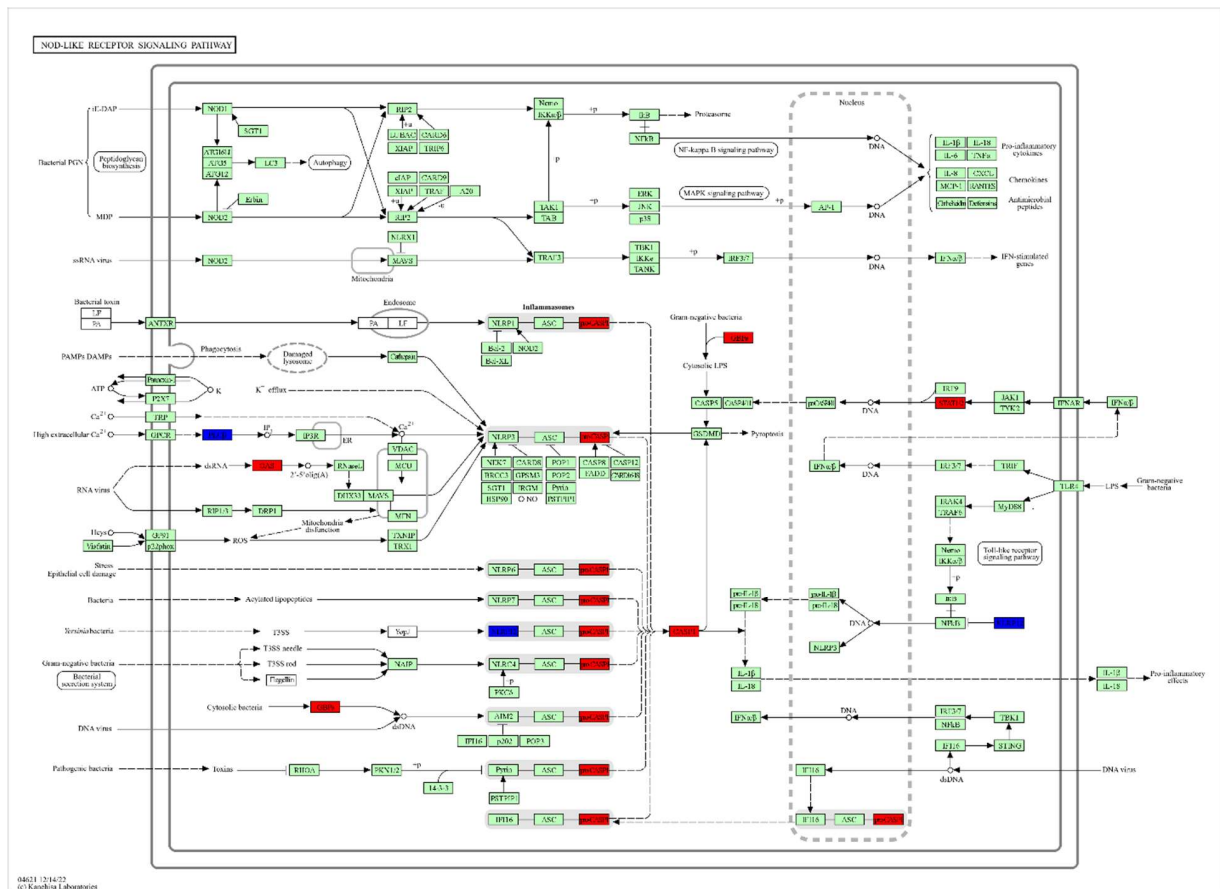 NOD-LIKE RECEPTOR SIGNALING PATHWAY
Nucleus
iE-DAP
NOD1
RIP2
Nemo
IKKα/β
+p
IKB
Proteasome
SGT1
+u
LUBAC
CARD6
XIAP
TRIP6
NFkB
DNA
IL-1β
IL-18
Pro-inflammatory
cytokines
IL-6
TNFα
Bacterial PGN
Peptidoglycan
biosynthesis
ATG16L1
ATG5
LC3
Autophagy
ATG12
NF-kappa B signaling pathway
IL-8
CXCL
Chemokines
MCP-1
RANTES
cIAP
CARD9
XIAP
TRAF
A20
ERK
MAPK signaling pathway
Erbin
+u
-u
TAK1
+p
JNK
+p
AP-1
Defensins
Antimicrobial
peptides
MDP
NOD2
RIP2
TAB
p38
DNA
NLRX1
TBK1
ssRNA virus
NOD2
MAVS
TRAF3
IKKe
+p
IRF3/7
DNA
IFNα/β
IFN-stimulated
genes
Mitochondria
TANK
Bacterial toxin
Endosome
Inflammasomes
LF
PA
ANTXR
PA
LF
NLRP1
ASC
Gram-negative bacteria
Bcl-2
NOD2
Bcl-XL
PAMPs DAMPs
Phagocytosis
Damaged
lysosome
Cathepsin
Cytosolic LPS
ATP
K
K⁺ efflux
P2X7
IRF9
JAK1
TYK2
IFNAR
IFNα/β
CASP5
CASP4/11
DNA
Ca²⁺
TRP
Ca²⁺
High extracellular Ca²⁺
GPCR
IP₃
IP3R
ER
VDAC
NLRP3
ASC
GSDMD
Pyroptosis
MCU
NEK7
CARD8
POP1
CASP8
CASP12
dsRNA
2'-5'olig(A)
RNaseL
BRCC3
GPSM3
POP2
FADD
IFNα/β
DNA
IRF3/7
TRIF
RNA virus
DHX33
MAVS
SGT1
IRGM
Pyrin
HSP90
NO
PSTPIP1
TLR4
LPS
Gram-negative
bacteria
RIP1/3
DRP1
MFN
IRAK4
TRAF6
MyD88
Mitochondria
disfunction
Hcys
GP91
p22phox
Visfatin
ROS
TXNIP
TRX1
Nemo
IKKα/β
Toll-like receptor
signaling pathway
Stress
Epithelial cell damage
NLRP6
ASC
+p
Bacteria
Acylated lipopeptides
NLRP7
ASC
pro-IL-1β
pro-IL-18
pro-IL-1β
pro-IL-18
IKB
Yersinia bacteria
T3SS
YopJ
ASC
CASP1
DNA
NFkB
NLRP3
T3SS needle
Gram-negative bacteria
T3SS rod
NAIP
NLRC4
ASC
Bacterial
secretion system
Flagellin
+p
PKCδ
IL-1β
IL-18
IL-1β
IL-18
Pro-inflammatory
effects
Cytosolic bacteria
GBPs
dsDNA
AIM2
ASC
IFNα/β
DNA
IRF3/7
NFkB
TBK1
DNA virus
IFI16
p202
POP3
IFI16
STING
Pathogenic bacteria
Toxins
RHOA
PKN1/2
+p
Pyrin
ASC
IFI16
dsDNA
DNA virus
14-3-3
PSTPIP1
IFI16
ASC
IFI16
ASC
04621 12/14/22
(c) Kanehisa Laboratories